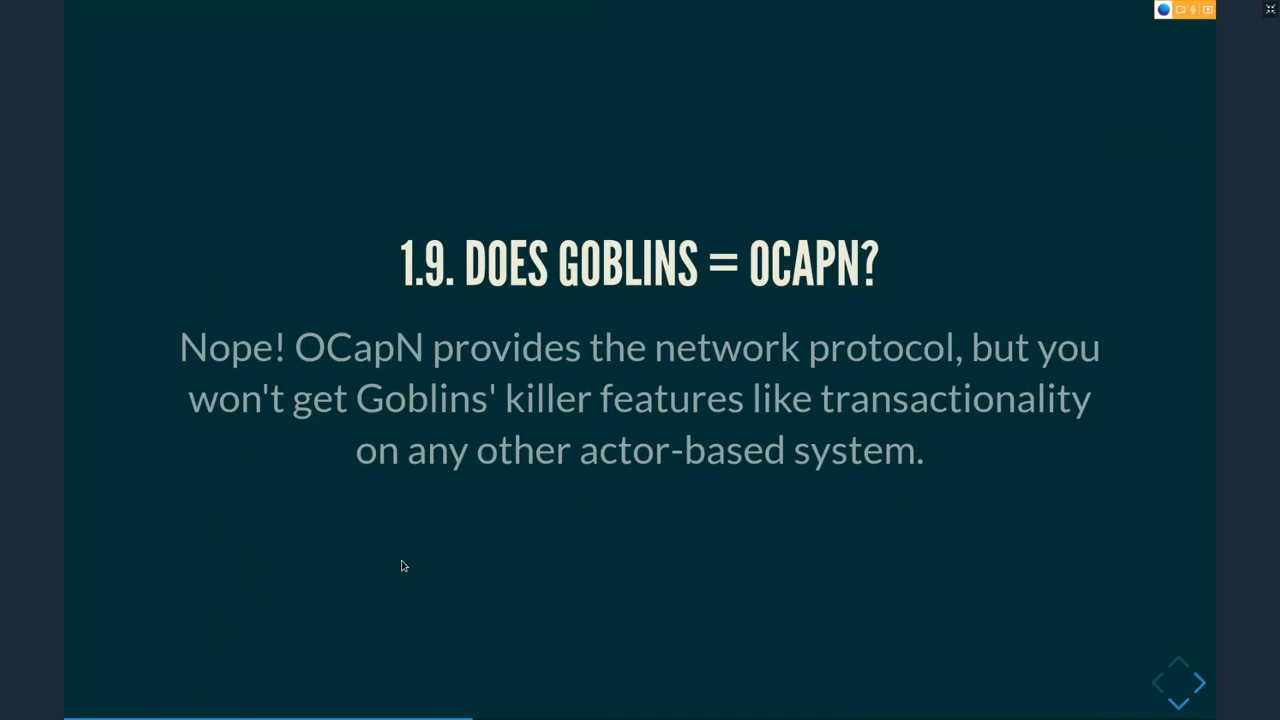 1.9. DOES GOBLINS = OCAPN?
Nope! OCapN provides the network protocol, but you
won't get Goblins' killer features like transactionality
on any other actor-based system.